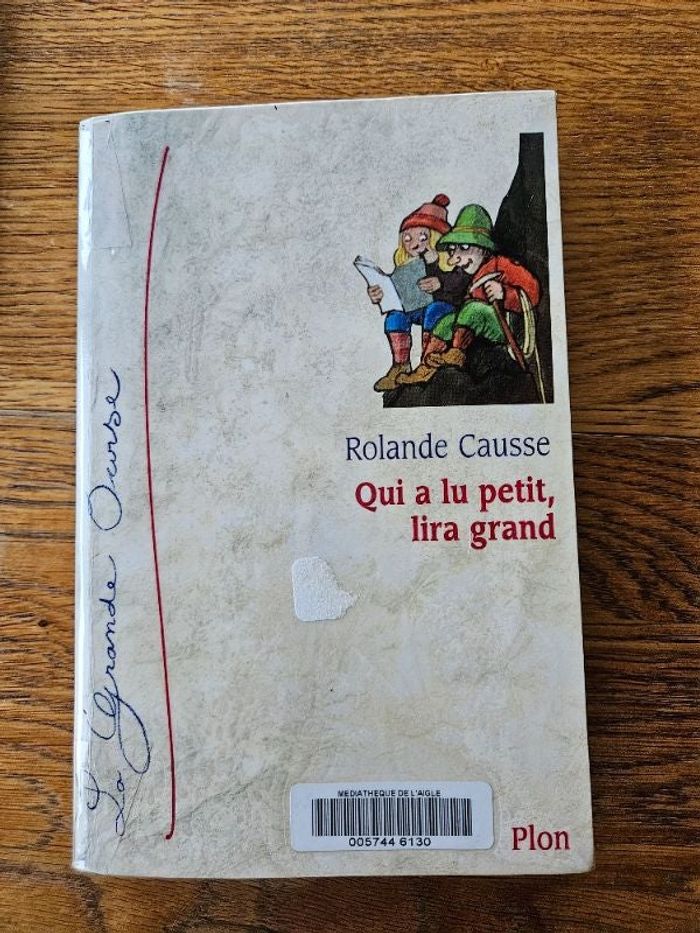 Rolande Causse
Qui a lu petit,
lira grand
La Grande Ourse
MEDIATHEQUE DE L'AIGLE
005744 6130
Plon